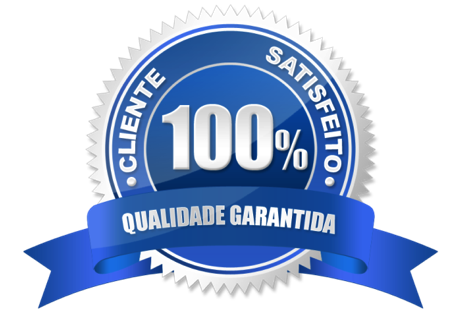 CLIENTE SATISFEITO
100%
QUALIDADE GARANTIDA